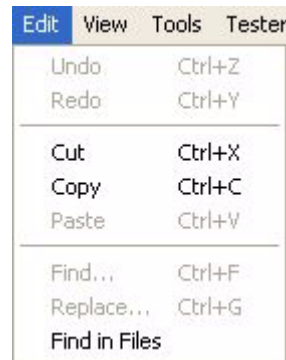 Edit View Tools Tester
Undo Ctrl+Z
Redo Ctrl+Y
Cut Ctrl+X
Copy Ctrl+C
Paste Ctrl+V
Find... Ctrl+F
Replace... Ctrl+G
Find in Files